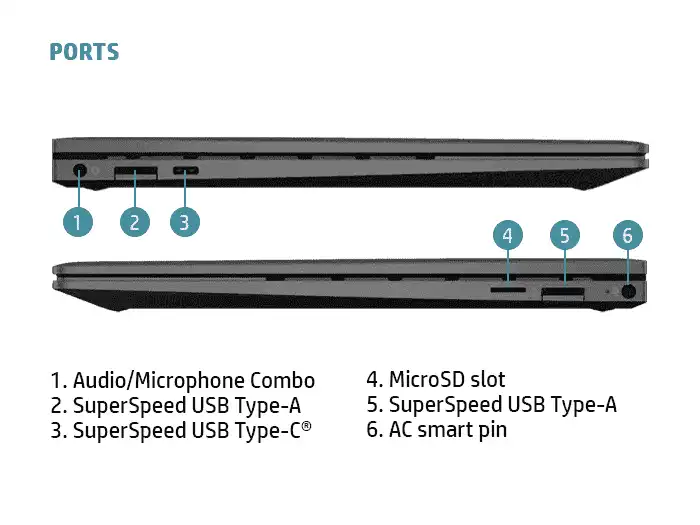 PORTS
1
2
3
4
5
6
1. Audio/Microphone Combo
2. SuperSpeed USB Type-A
3. SuperSpeed USB Type-C®
4. MicroSD slot
5. SuperSpeed USB Type-A
6. AC smart pin